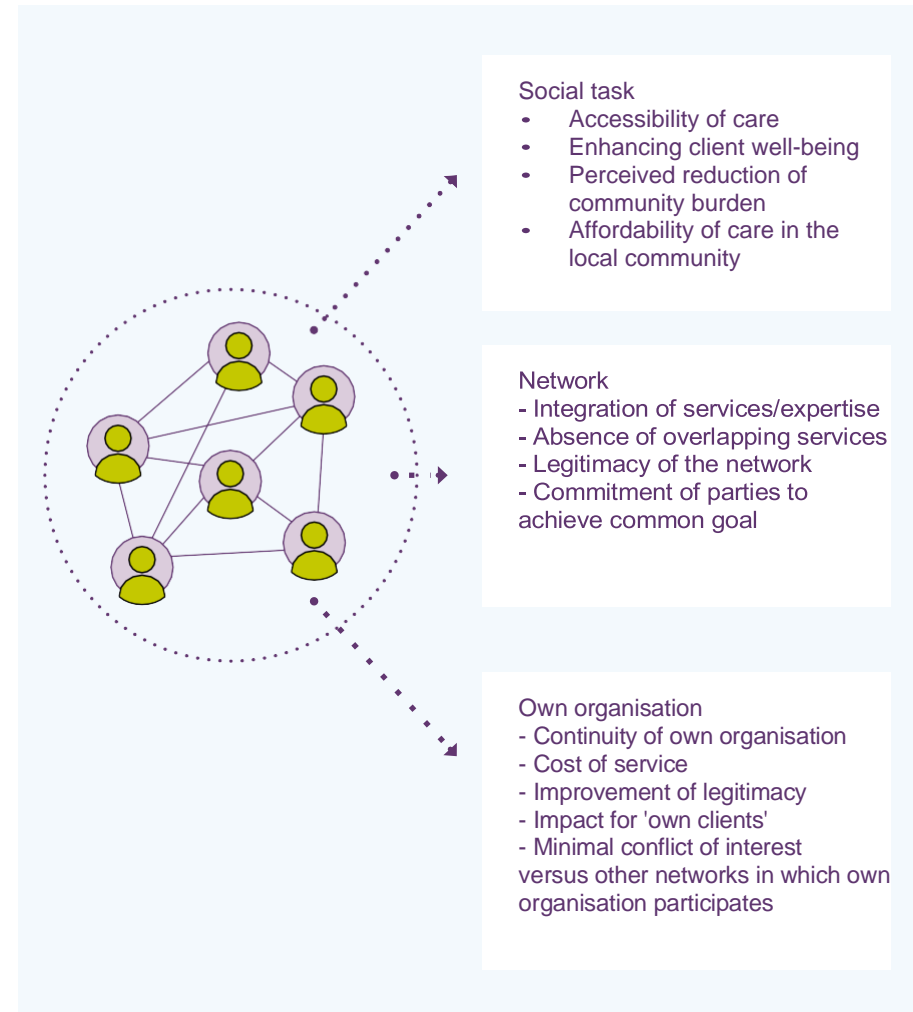 Social task
• Accessibility of care
• Enhancing client well-being
• Perceived reduction of
community burden
• Affordability of care in the
local community
Network
- Integration of services/expertise
- Absence of overlapping services
- Legitimacy of the network
- Commitment of parties to
achieve common goal
Own organisation
- Continuity of own organisation
- Cost of service
- Improvement of legitimacy
- Impact for 'own clients'
- Minimal conflict of interest
versus other networks in which own
organisation participates